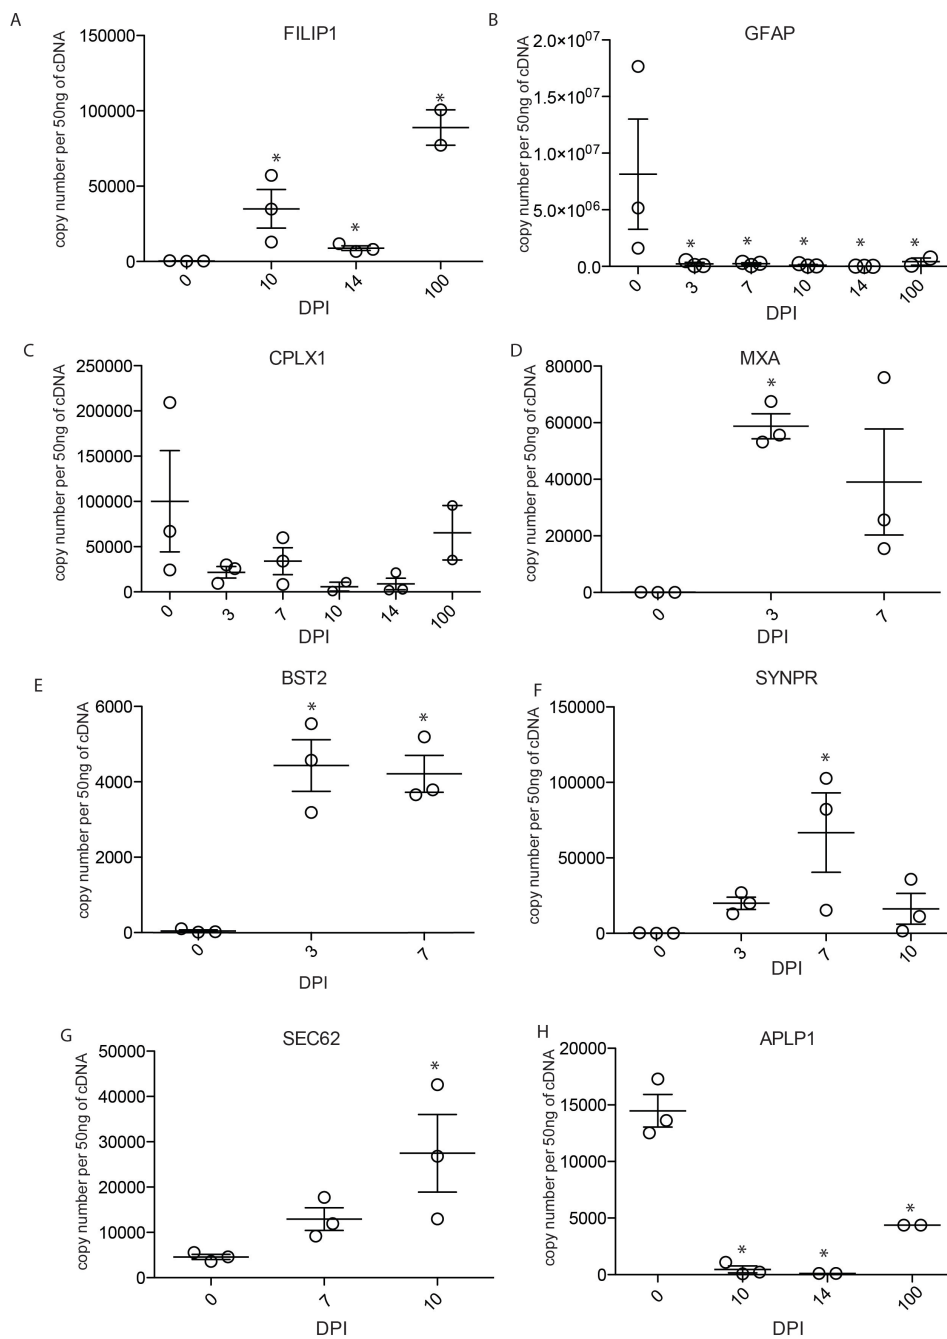 A
FILIP1
copy number per 50ng of cDNA
150000
100000
50000
0
*
*
*
0
10
14
100
DPI
B
GFAP
copy number per 50ng of cDNA
2.0×10⁰⁷
1.5×10⁰⁷
1.0×10⁰⁷
5.0×10⁰⁶
0.0
*
*
*
*
*
0
3
7
10
14
100
DPI
C
CPLX1
copy number per 50ng of cDNA
250000
200000
150000
100000
50000
0
0
3
7
10
14
100
DPI
D
MXA
copy number per 50ng of cDNA
80000
60000
40000
20000
0
*
0
3
7
DPI
E
BST2
copy number per 50ng of cDNA
6000
4000
2000
0
*
*
0
3
7
DPI
F
SYNPR
copy number per 50ng of cDNA
150000
100000
50000
0
*
0
3
7
10
DPI
G
SEC62
copy number per 50ng of cDNA
50000
40000
30000
20000
10000
0
*
0
7
10
DPI
H
APLP1
copy number per 50ng of cDNA
20000
15000
10000
5000
0
*
*
*
0
10
14
100
DPI